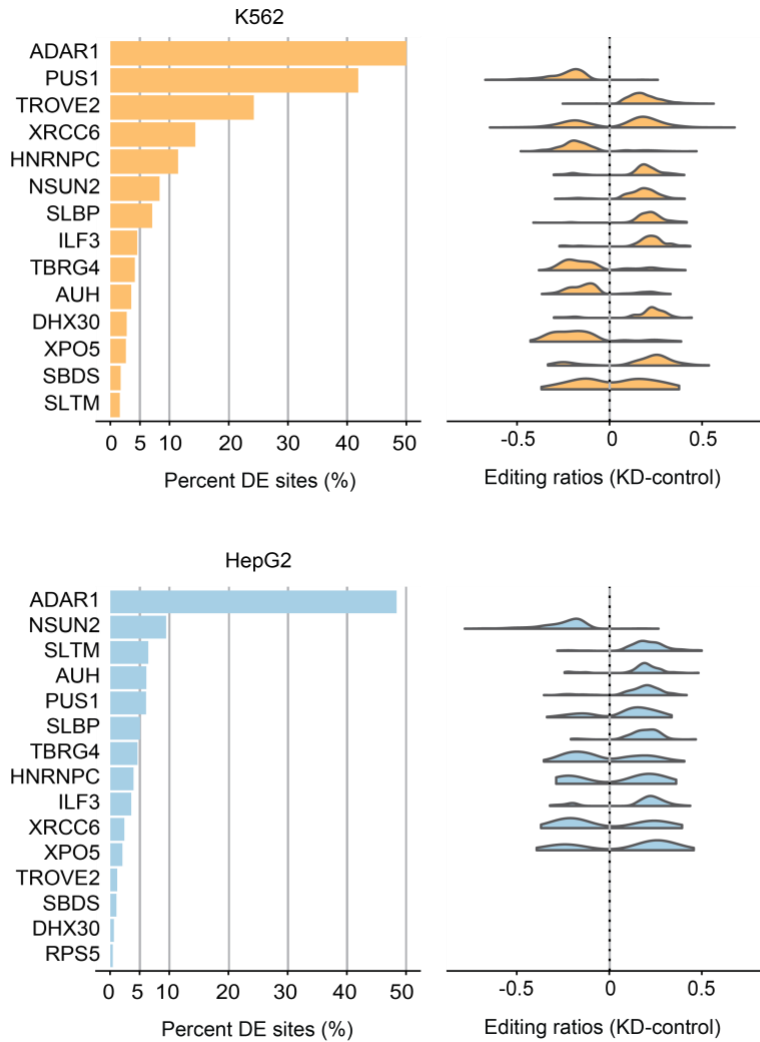 K562
ADAR1
PUS1
TROVE2
XRCC6
HNRNPC
NSUN2
SLBP
ILF3
TBRG4
AUH
DHX30
XPO5
SBDS
SLTM
0 5 10 20 30 40 50
Percent DE sites (%)
-0.5 0 0.5
Editing ratios (KD-control)
HepG2
ADAR1
NSUN2
SLTM
AUH
PUS1
SLBP
TBRG4
HNRNPC
ILF3
XRCC6
XPO5
TROVE2
SBDS
DHX30
RPS5
0 5 10 20 30 40 50
Percent DE sites (%)
-0.5 0 0.5
Editing ratios (KD-control)